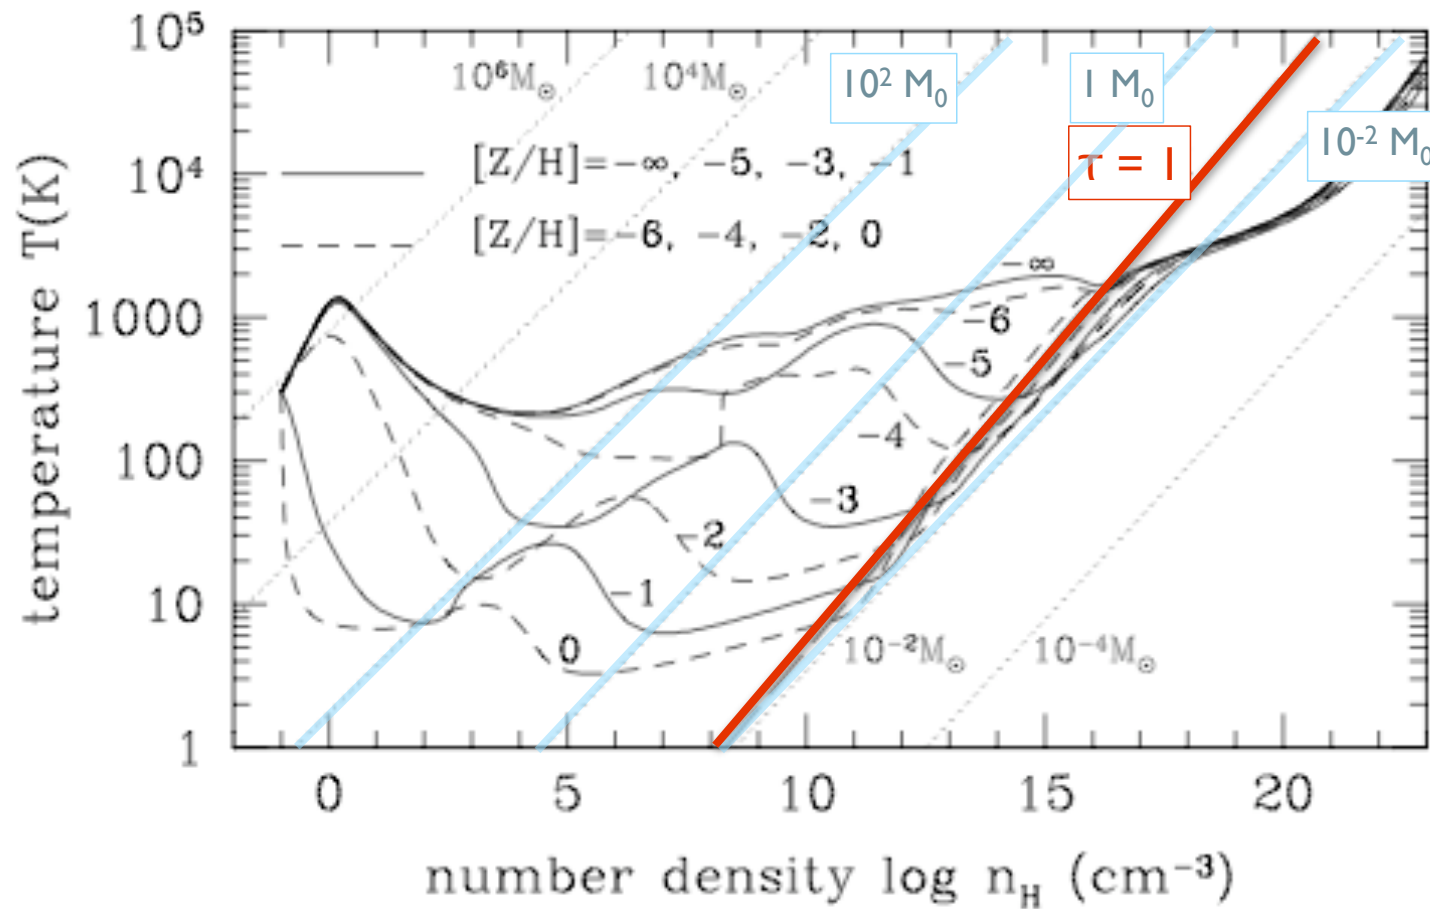 10⁵
10⁴
1000
100
10
1
temperature T(K)
10⁶M☉
10⁴M☉
10² M₀
1 M₀
τ = 1
10⁻² M₀
[Z/H]=−∞, −5, −3, −1
[Z/H]=−6, −4, −2, 0
−∞
−6
−5
−4
−3
−2
−1
0
10⁻²M☉
10⁻⁴M☉
0 5 10 15 20
number density log n_H (cm⁻³)